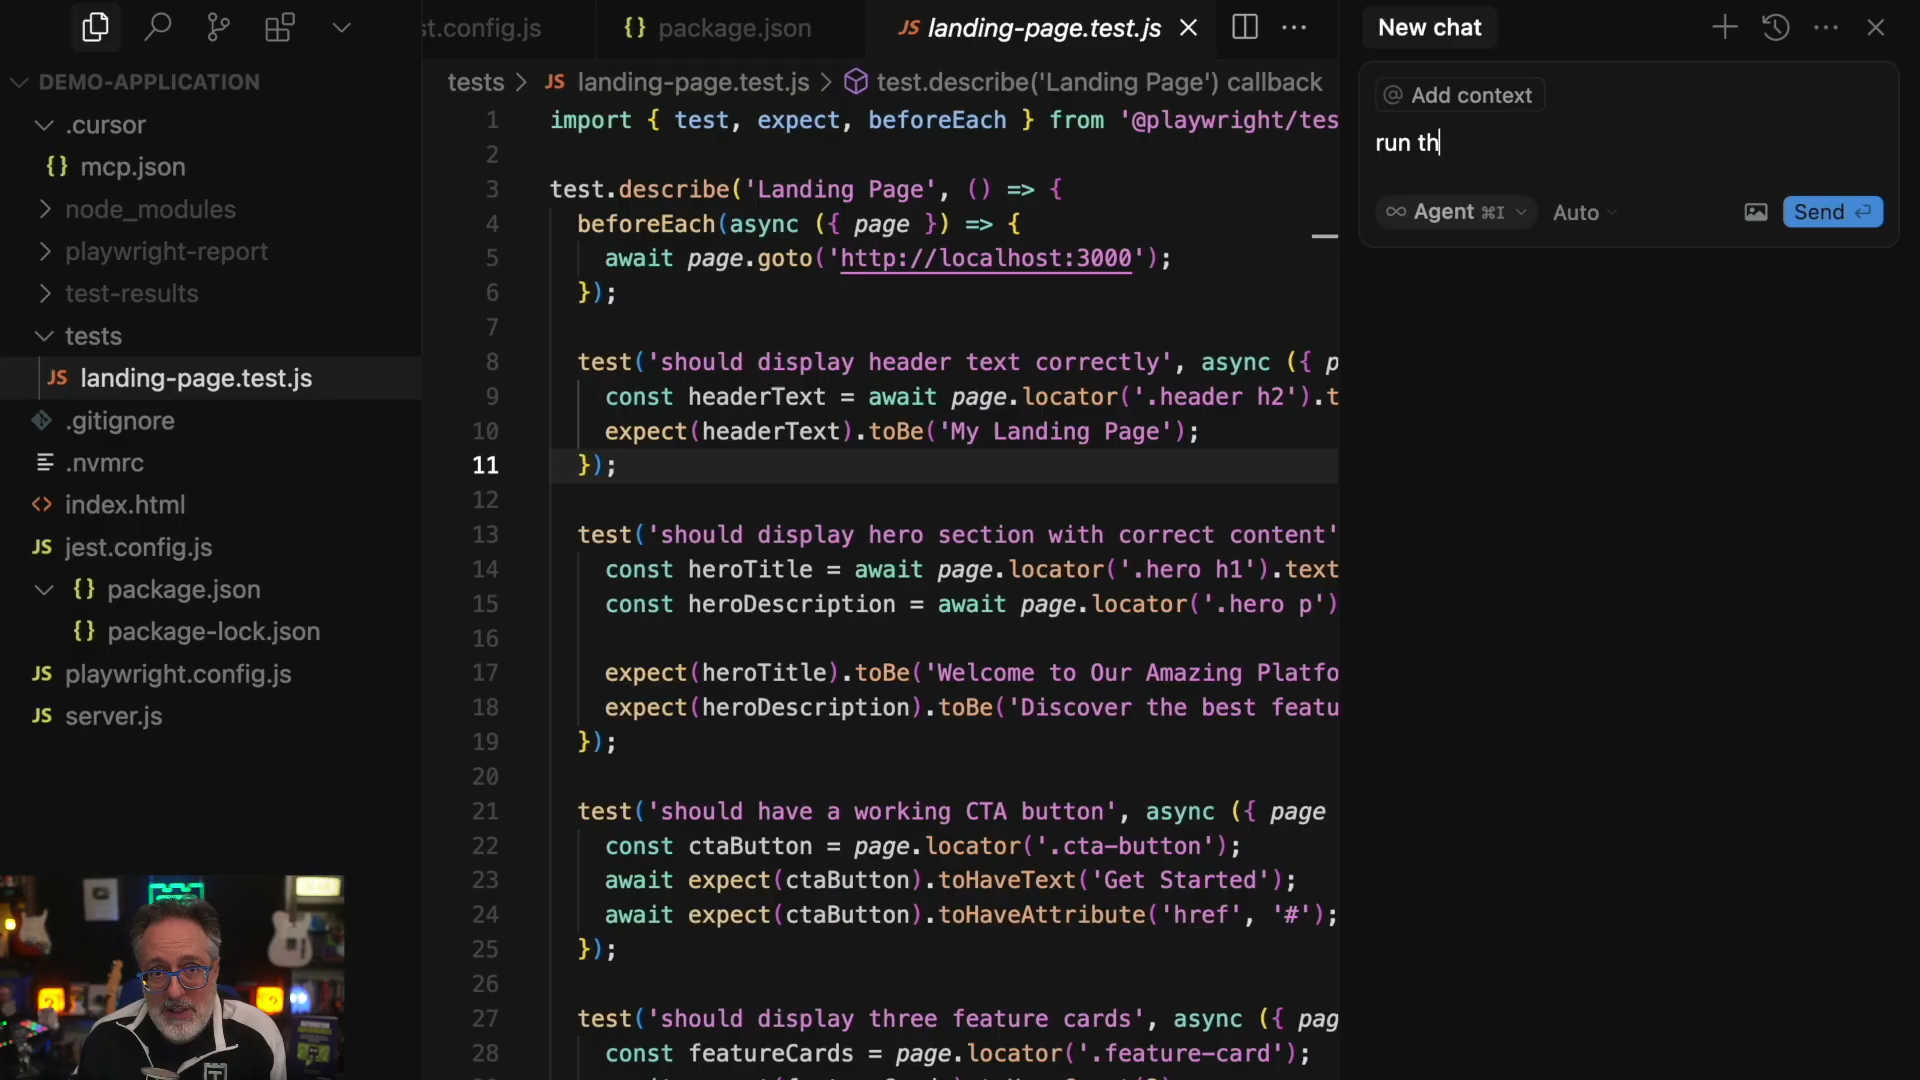 st.config.js
{} package.json
JS landing-page.test.js
New chat
DEMO-APPLICATION
.cursor
{} mcp.json
node_modules
playwright-report
test-results
tests
JS landing-page.test.js
.gitignore
.nvmrc
index.html
JS jest.config.js
{} package.json
{} package-lock.json
JS playwright.config.js
JS server.js
tests > JS landing-page.test.js > test.describe('Landing Page') callback
1 import { test, expect, beforeEach } from '@playwright/tes
2
3 test.describe('Landing Page', () => {
4 beforeEach(async ({ page }) => {
5 await page.goto('http://localhost:3000');
6 });
7
8 test('should display header text correctly', async ({ p
9 const headerText = await page.locator('.header h2').t
10 expect(headerText).toBe('My Landing Page');
11 });
12
13 test('should display hero section with correct content'
14 const heroTitle = await page.locator('.hero h1').text
15 const heroDescription = await page.locator('.hero p')
16
17 expect(heroTitle).toBe('Welcome to Our Amazing Platfo
18 expect(heroDescription).toBe('Discover the best featu
19 });
20
21 test('should have a working CTA button', async ({ page
22 const ctaButton = page.locator('.cta-button');
23 await expect(ctaButton).toHaveText('Get Started');
24 await expect(ctaButton).toHaveAttribute('href', '#');
25 });
26
27 test('should display three feature cards', async ({ pag
28 const featureCards = page.locator('.feature-card');
@ Add context
run th
∞ Agent ⌘I
Auto
Send ⏎